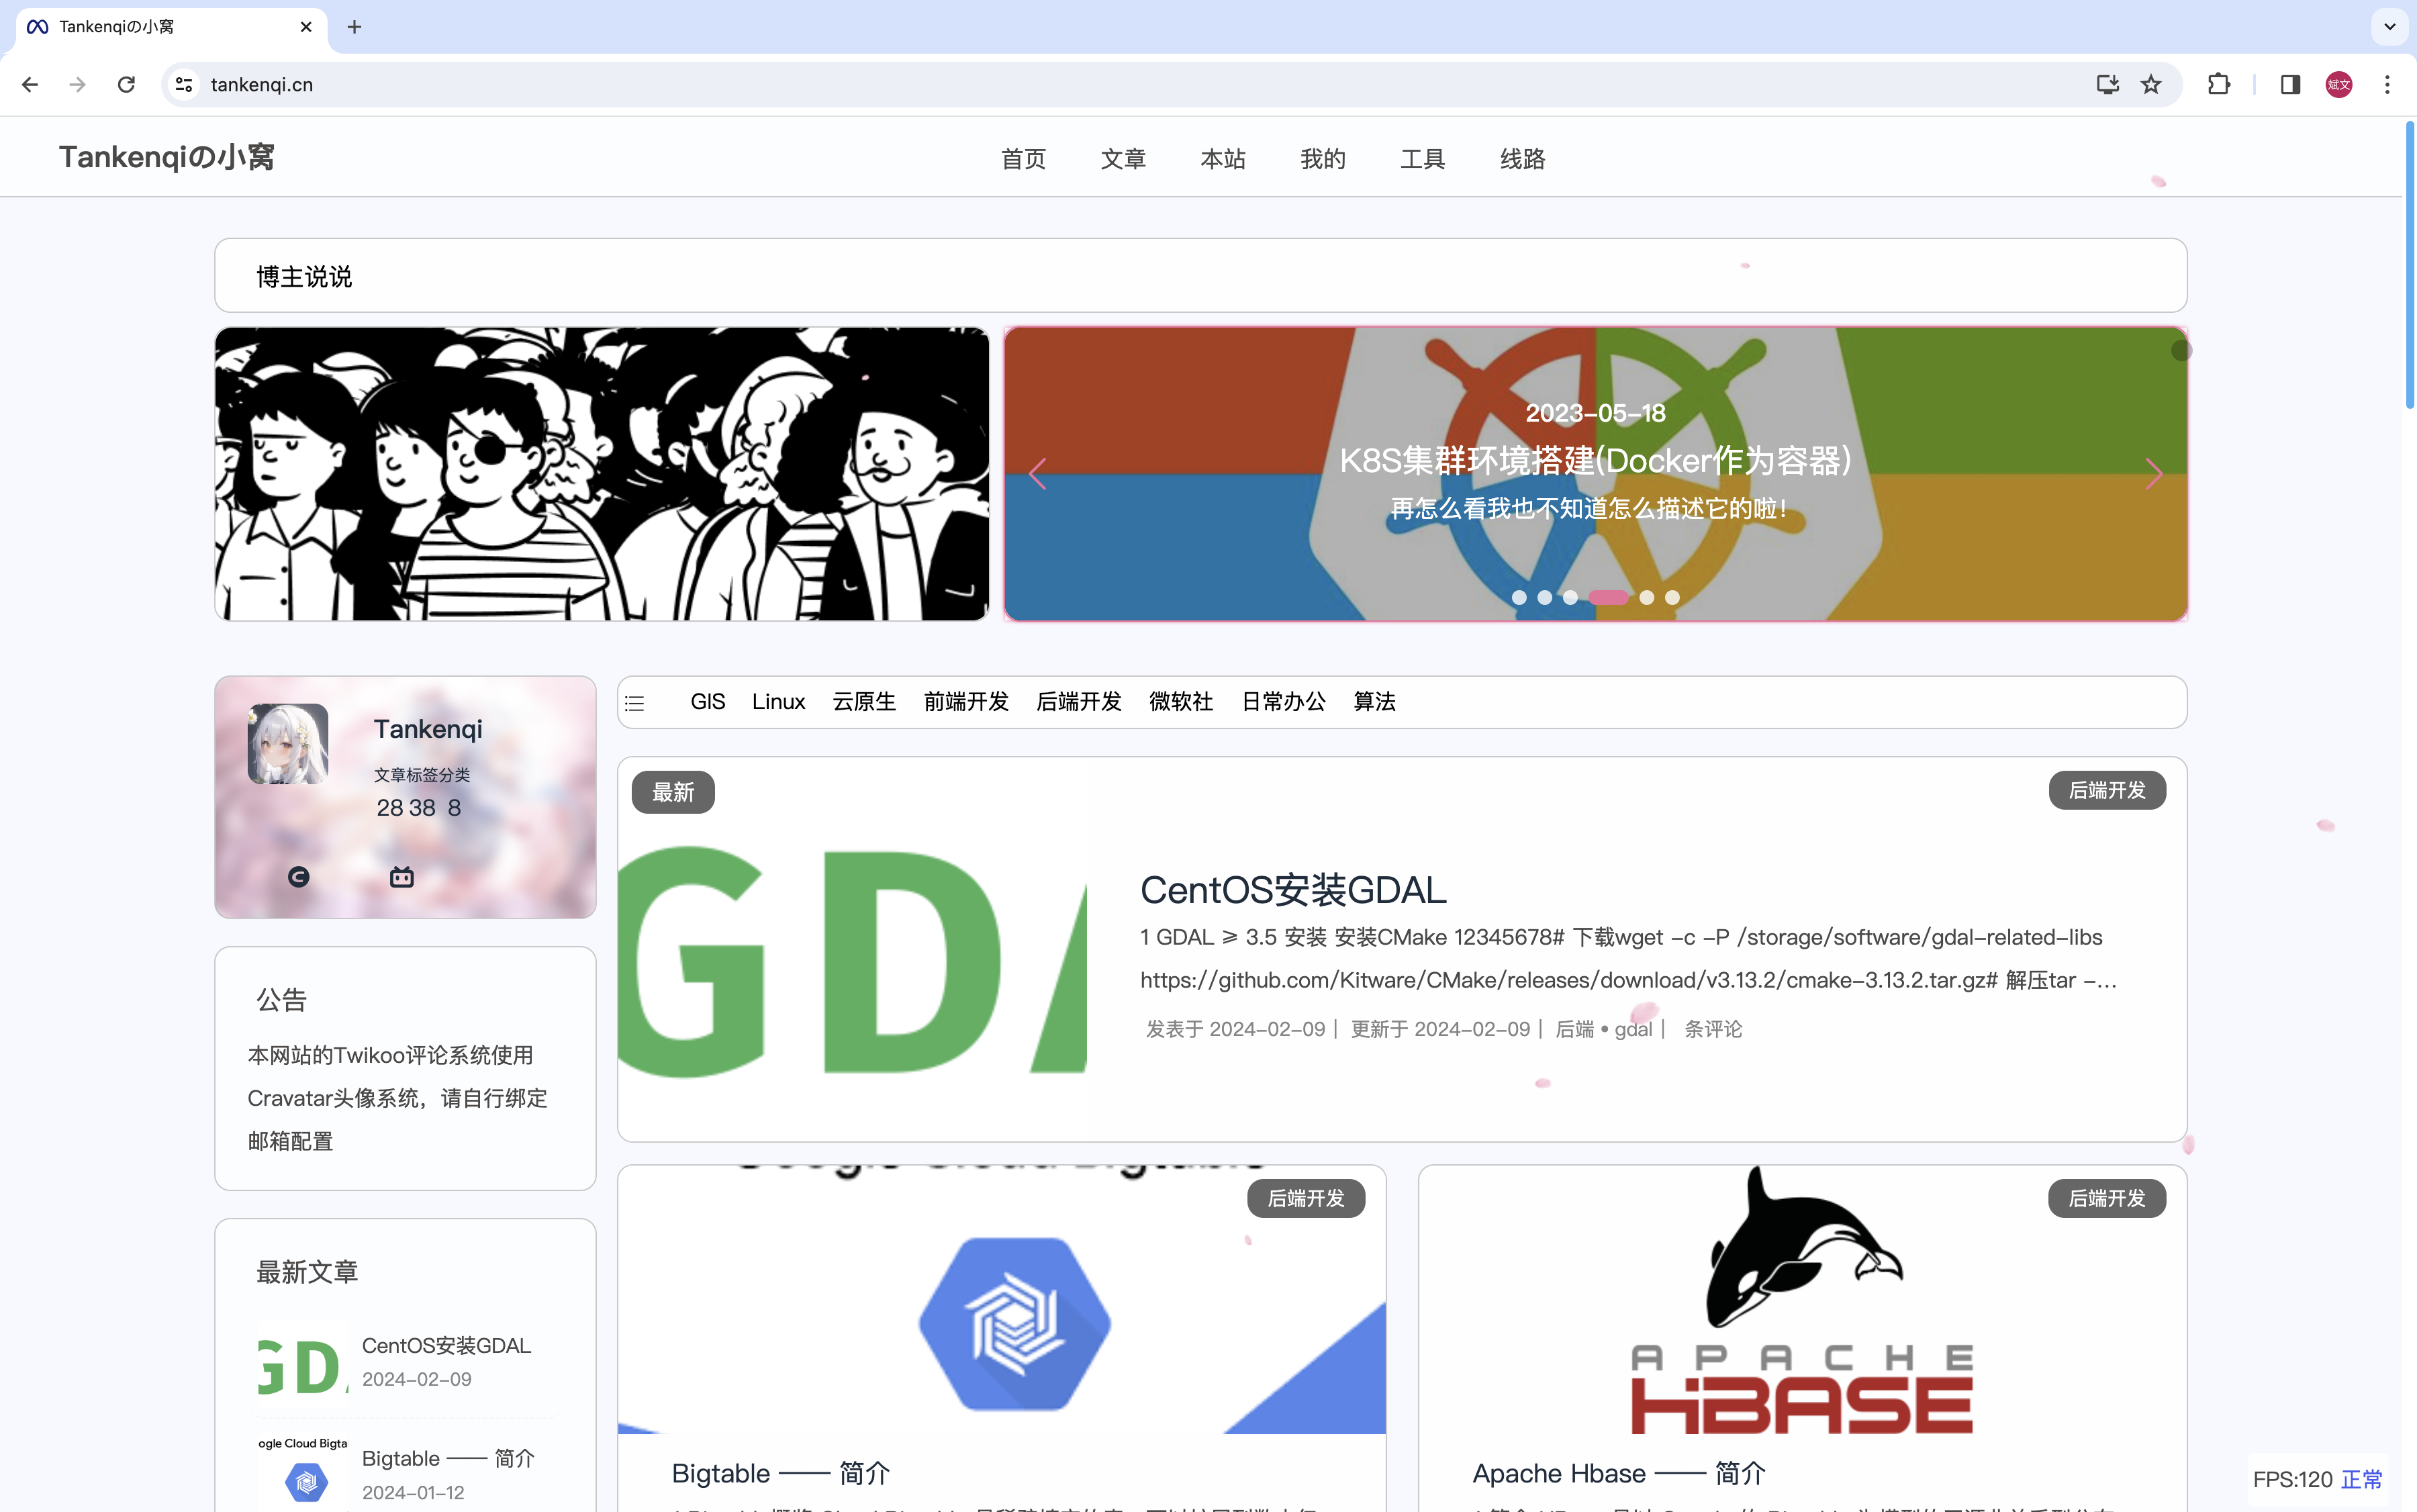 Tankenqiの小窝
tankenqi.cn
斌文
Tankenqiの小窝
首页 文章 本站 我的 工具 线路
博主说说
2023-05-18
K8S集群环境搭建(Docker作为容器)
再怎么看我也不知道怎么描述它的啦!
Tankenqi
文章标签分类
28 38 8
GIS Linux 云原生 前端开发 后端开发 微软社 日常办公 算法
最新
后端开发
GDA
CentOS安装GDAL
1 GDAL ≥ 3.5 安装 安装CMake 12345678# 下载wget -c -P /storage/software/gdal-related-libs
https://github.com/Kitware/CMake/releases/download/v3.13.2/cmake-3.13.2.tar.gz# 解压tar -...
发表于 2024-02-09 | 更新于 2024-02-09 | 后端 • gdal | 条评论
公告
本网站的Twikoo评论系统使用
Cravatar头像系统，请自行绑定
邮箱配置
最新文章
GD
CentOS安装GDAL
2024-02-09
ogle Cloud Bigta
Bigtable —— 简介
2024-01-12
Google Cloud Bigtable
后端开发
Bigtable —— 简介
后端开发
APACHE
HBASE
Apache Hbase —— 简介
FPS:120 正常